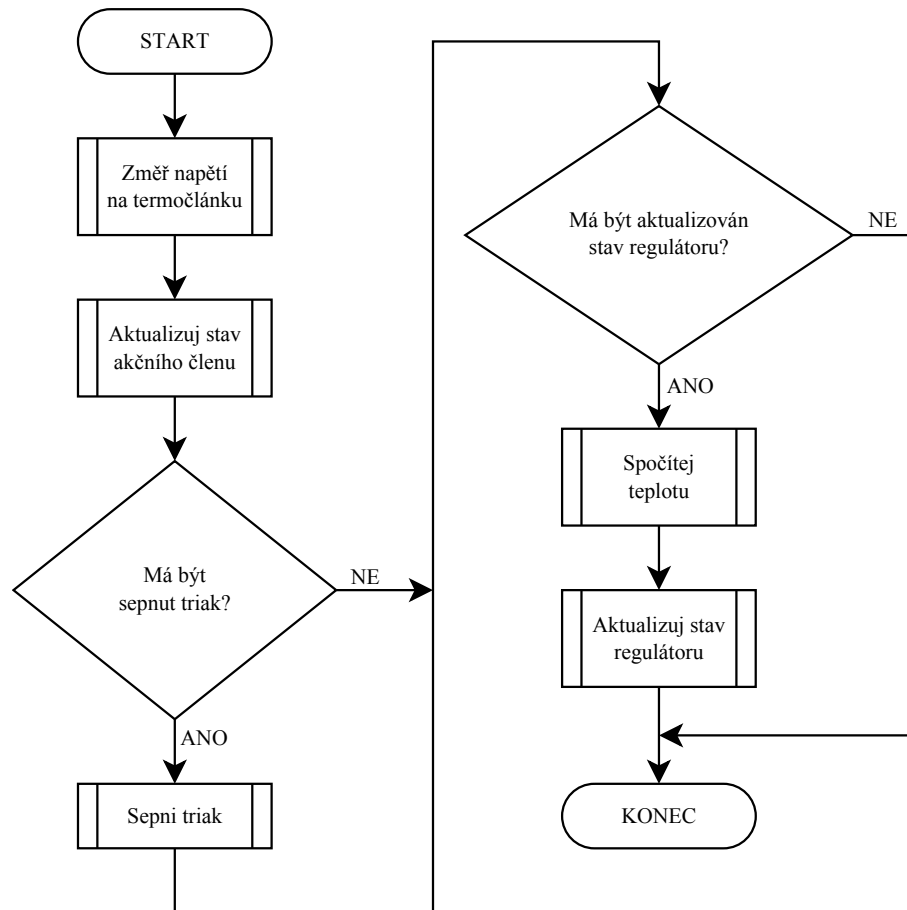 START
Změř napětí
na termočlánku
Aktualizuj stav
akčního členu
Má být
sepnut triak?
NE
ANO
Sepni triak
Má být aktualizován
stav regulátoru?
NE
ANO
Spočítej
teplotu
Aktualizuj stav
regulátoru
KONEC